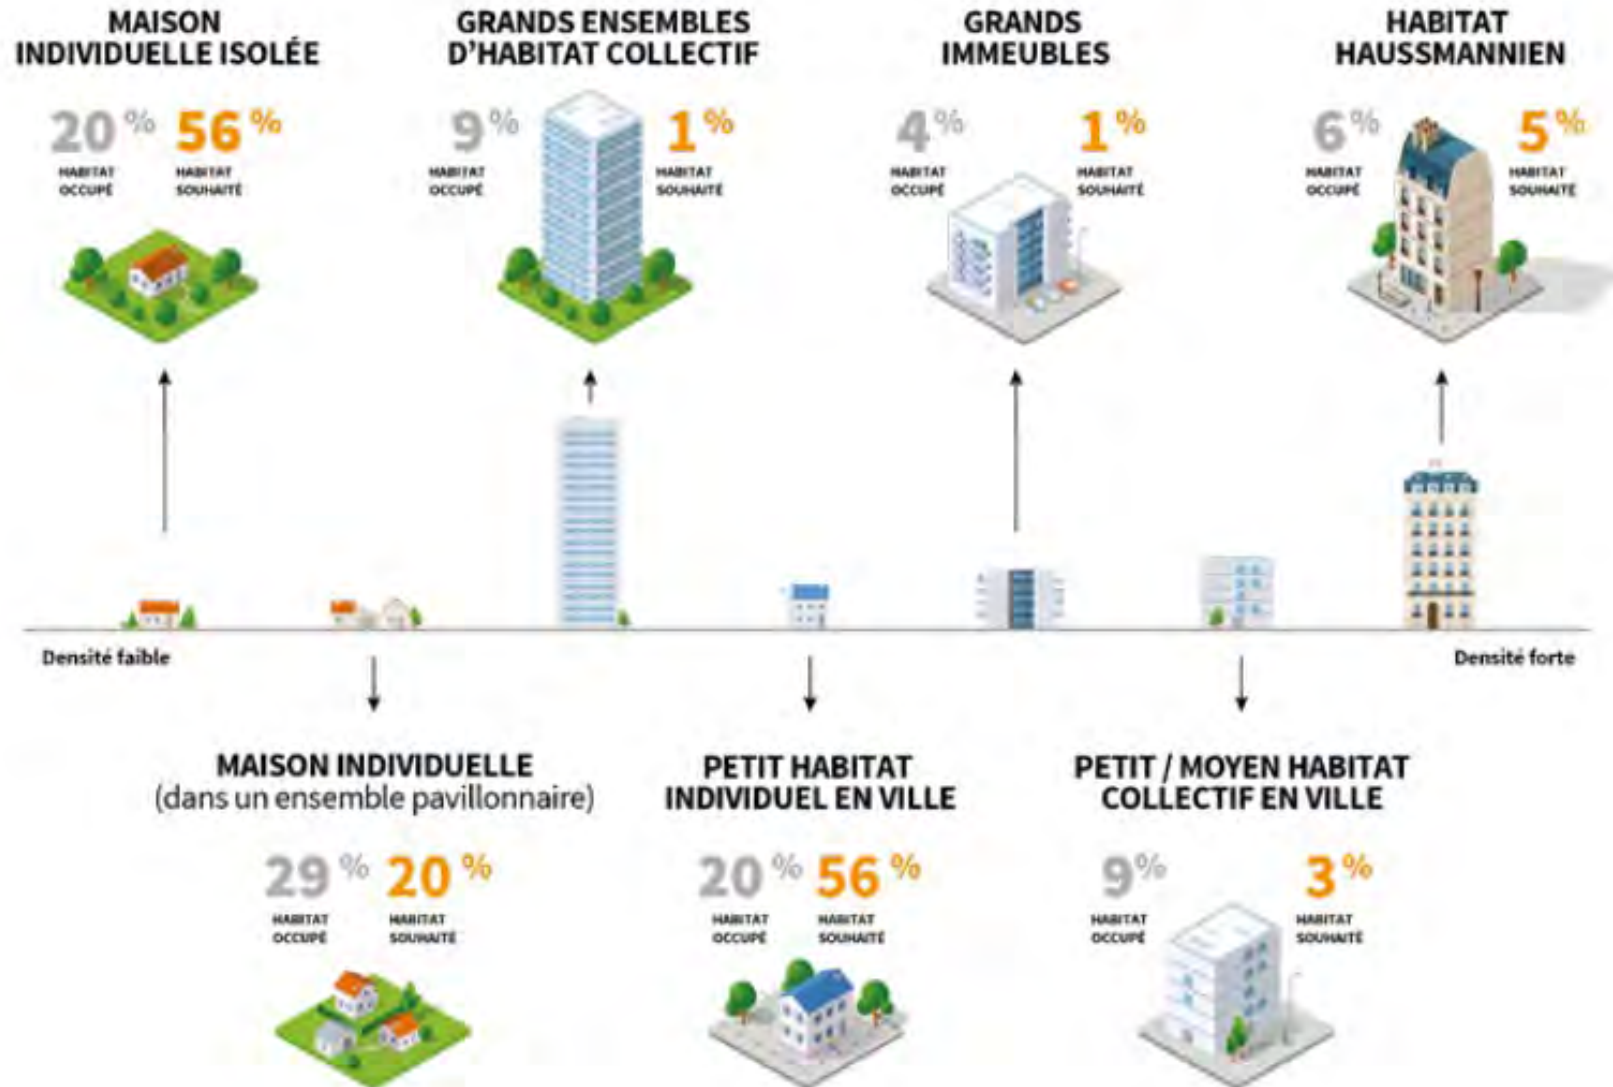 MAISON
INDIVIDUELLE ISOLÉE
20 % 56 %
HABITAT OCCUPÉ
HABITAT SOUHAITÉ
GRANDS ENSEMBLES
D'HABITAT COLLECTIF
9% 1%
HABITAT OCCUPÉ
HABITAT SOUHAITÉ
GRANDS
IMMEUBLES
4% 1%
HABITAT OCCUPÉ
HABITAT SOUHAITÉ
HABITAT
HAUSSMANNIEN
6% 5%
HABITAT OCCUPÉ
HABITAT SOUHAITÉ
Densité faible
Densité forte
MAISON INDIVIDUELLE
(dans un ensemble pavillonnaire)
29 % 20 %
HABITAT OCCUPÉ
HABITAT SOUHAITÉ
PETIT HABITAT
INDIVIDUEL EN VILLE
20 % 56 %
HABITAT OCCUPÉ
HABITAT SOUHAITÉ
PETIT / MOYEN HABITAT
COLLECTIF EN VILLE
9% 3%
HABITAT OCCUPÉ
HABITAT SOUHAITÉ